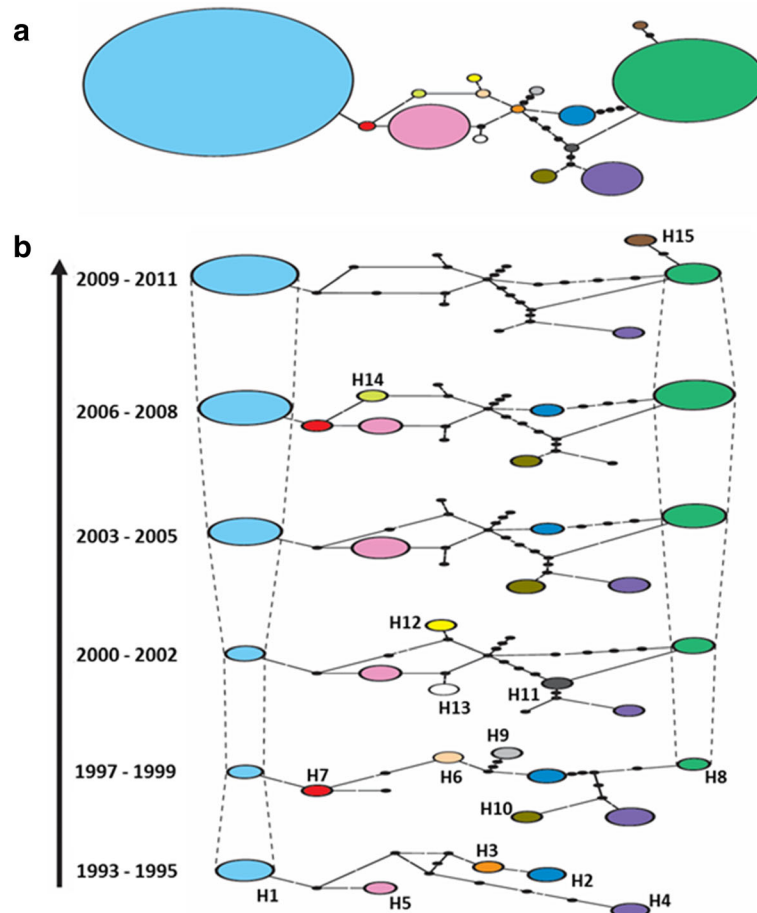 a
b
H15
2009 - 2011
H14
2006 - 2008
2003 - 2005
H12
2000 - 2002
H11
H13
H9
1997 - 1999
H7
H6
H8
H10
H3
1993 - 1995
H2
H1
H5
H4